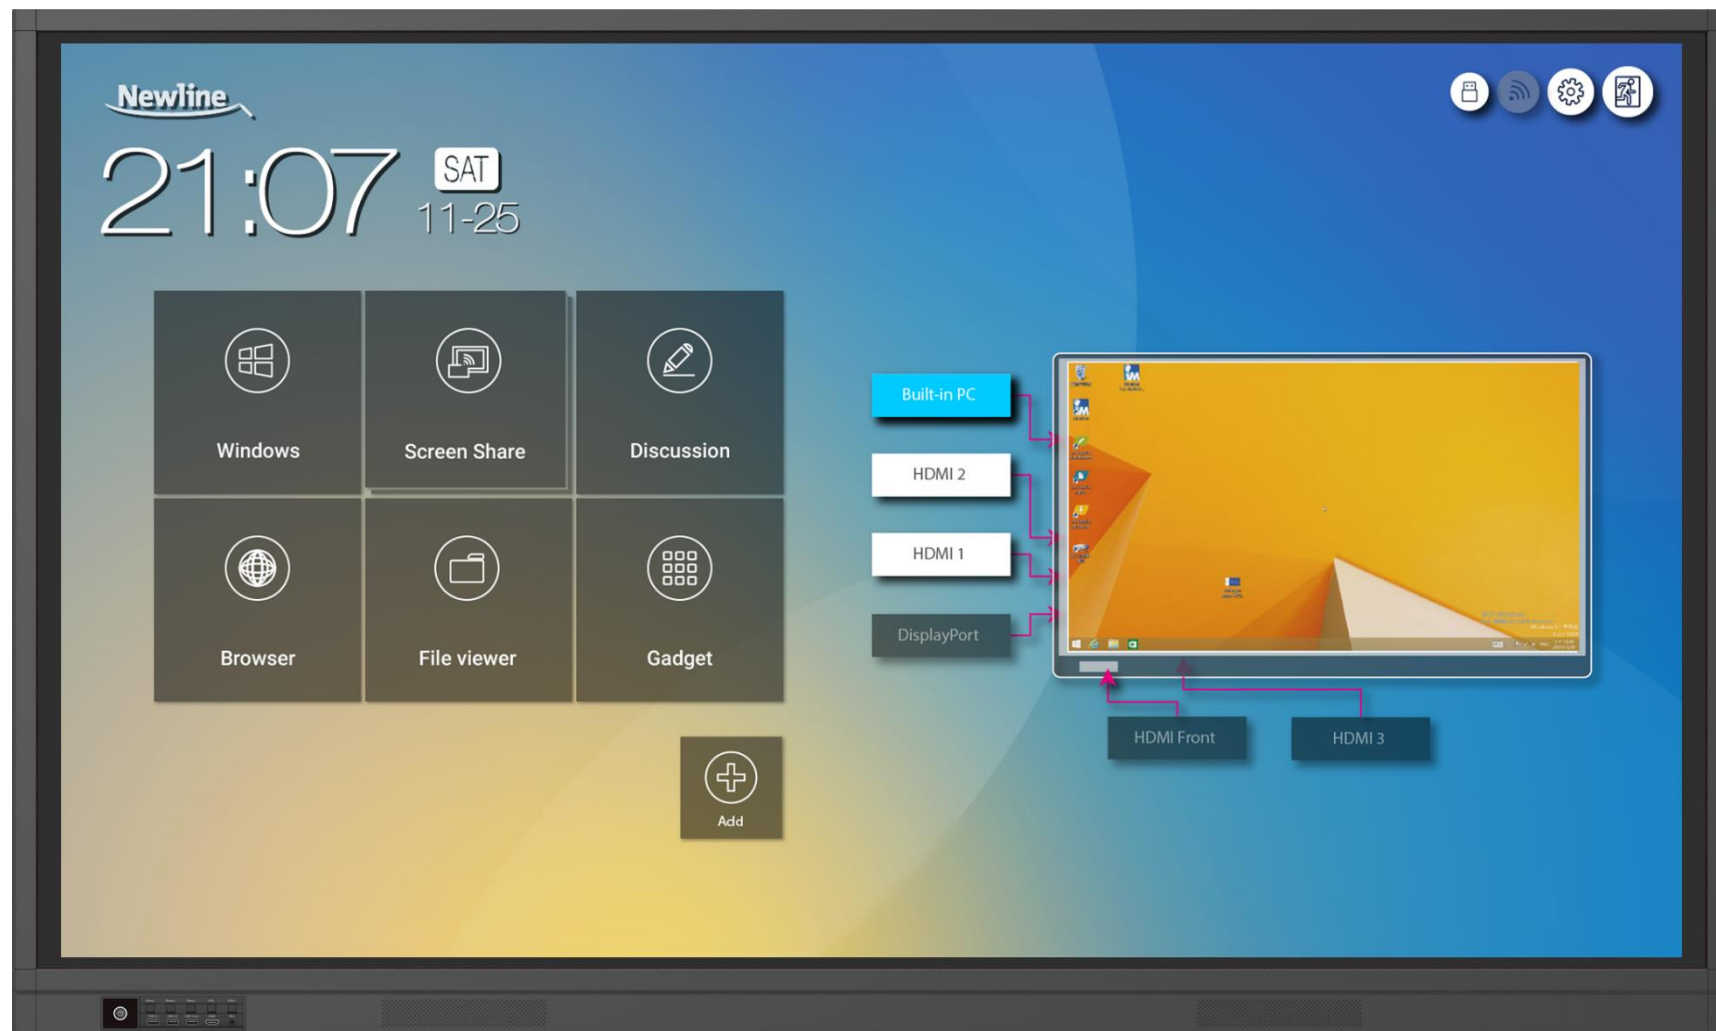 Newline
21:07
SAT
11-25
Windows
Screen Share
Discussion
Browser
File viewer
Gadget
Add
Built-in PC
HDMI 2
HDMI 1
DisplayPort
HDMI Front
HDMI 3